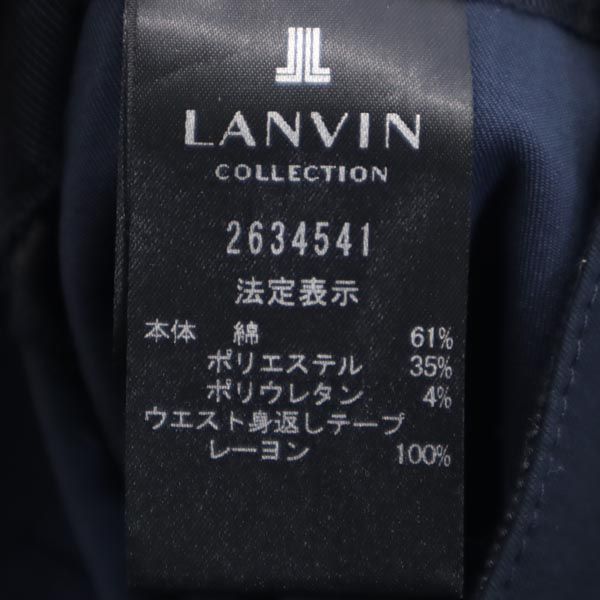 LANVIN
COLLECTION
2634541
法定表示
本体 綿 61%
ポリエステル 35%
ポリウレタン 4%
ウエスト身返しテープ
レーヨン 100%